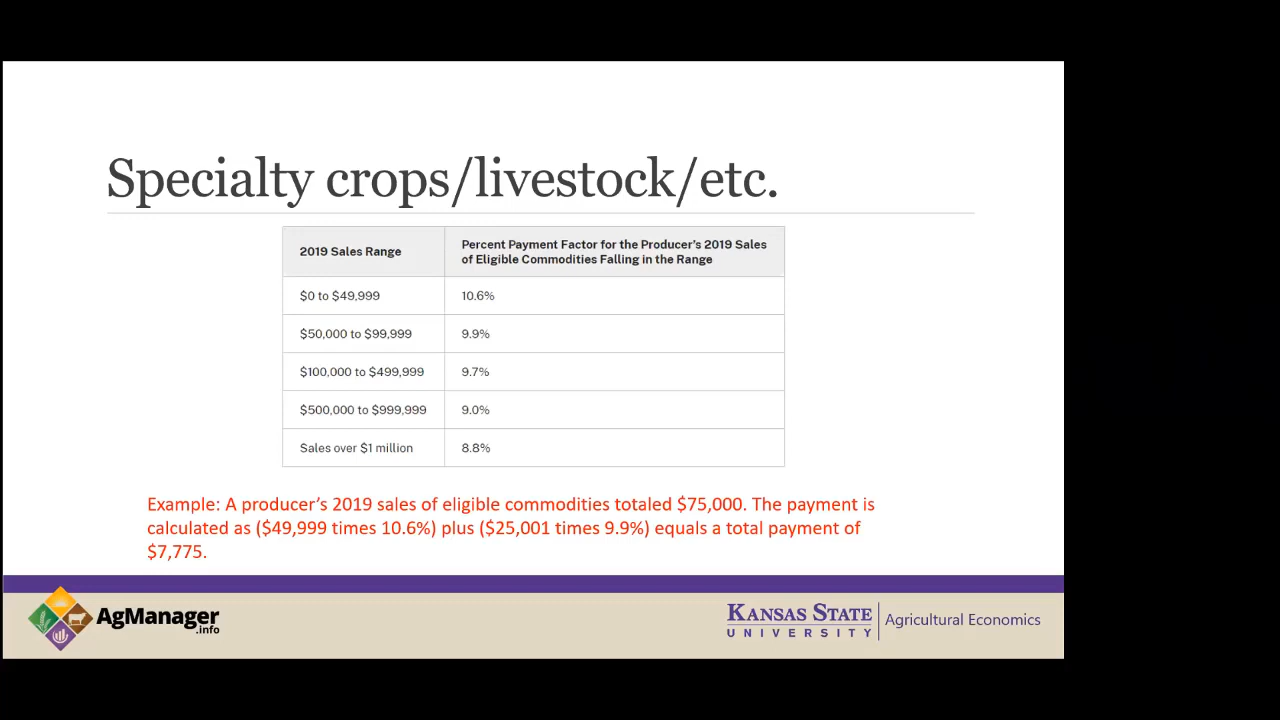 Specialty crops/livestock/etc.
2019 Sales Range
Percent Payment Factor for the Producer's 2019 Sales
of Eligible Commodities Falling in the Range
$0 to $49,999
10.6%
$50,000 to $99,999
9.9%
$100,000 to $499,999
9.7%
$500,000 to $999,999
9.0%
Sales over $1 million
8.8%
Example: A producer's 2019 sales of eligible commodities totaled $75,000. The payment is
calculated as ($49,999 times 10.6%) plus ($25,001 times 9.9%) equals a total payment of
$7,775.
AgManager
.info
KANSAS STATE
UNIVERSITY
Agricultural Economics